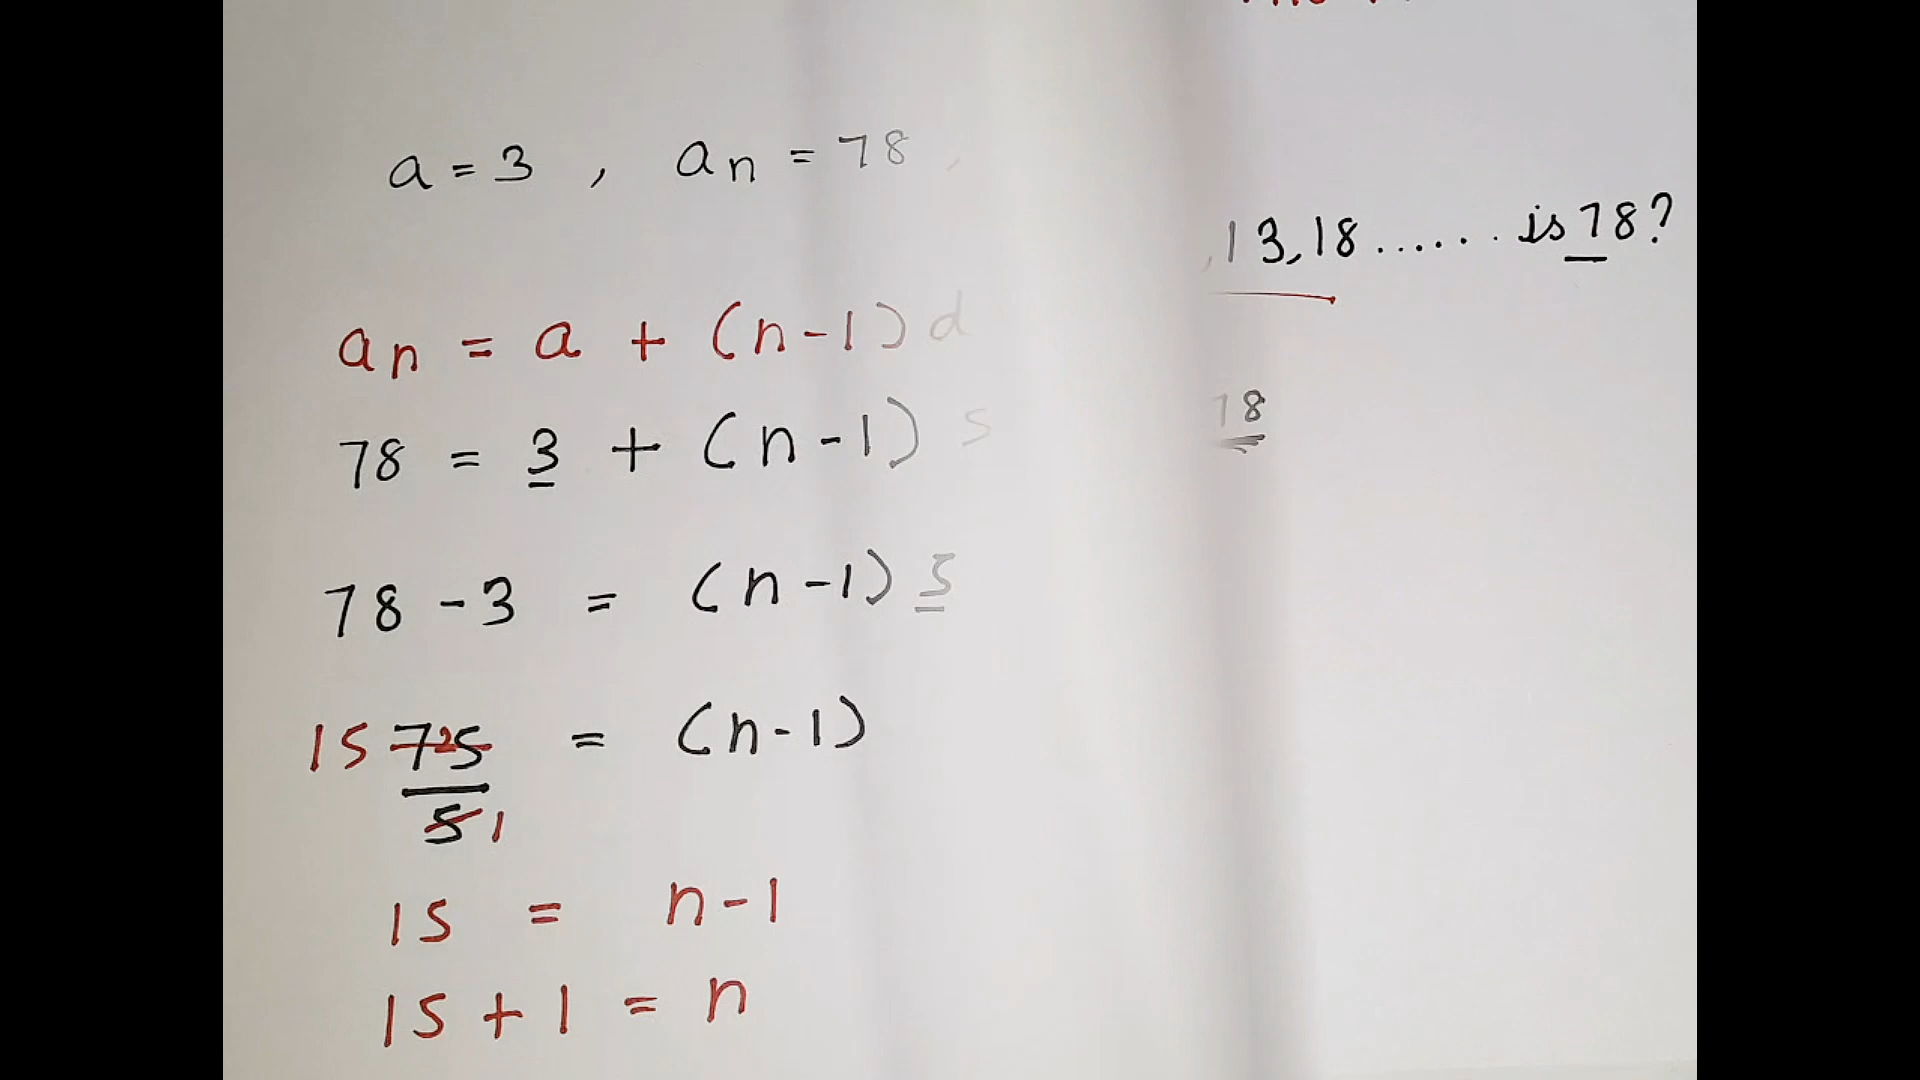 a = 3 , an = 78
,13,18...... is 78?
an = a + (n-1) d
78
78 = 3 + (n-1) 5
78 - 3 = (n-1) 5
15 75 = (n-1)
5 1
15 = n-1
15 + 1 = n